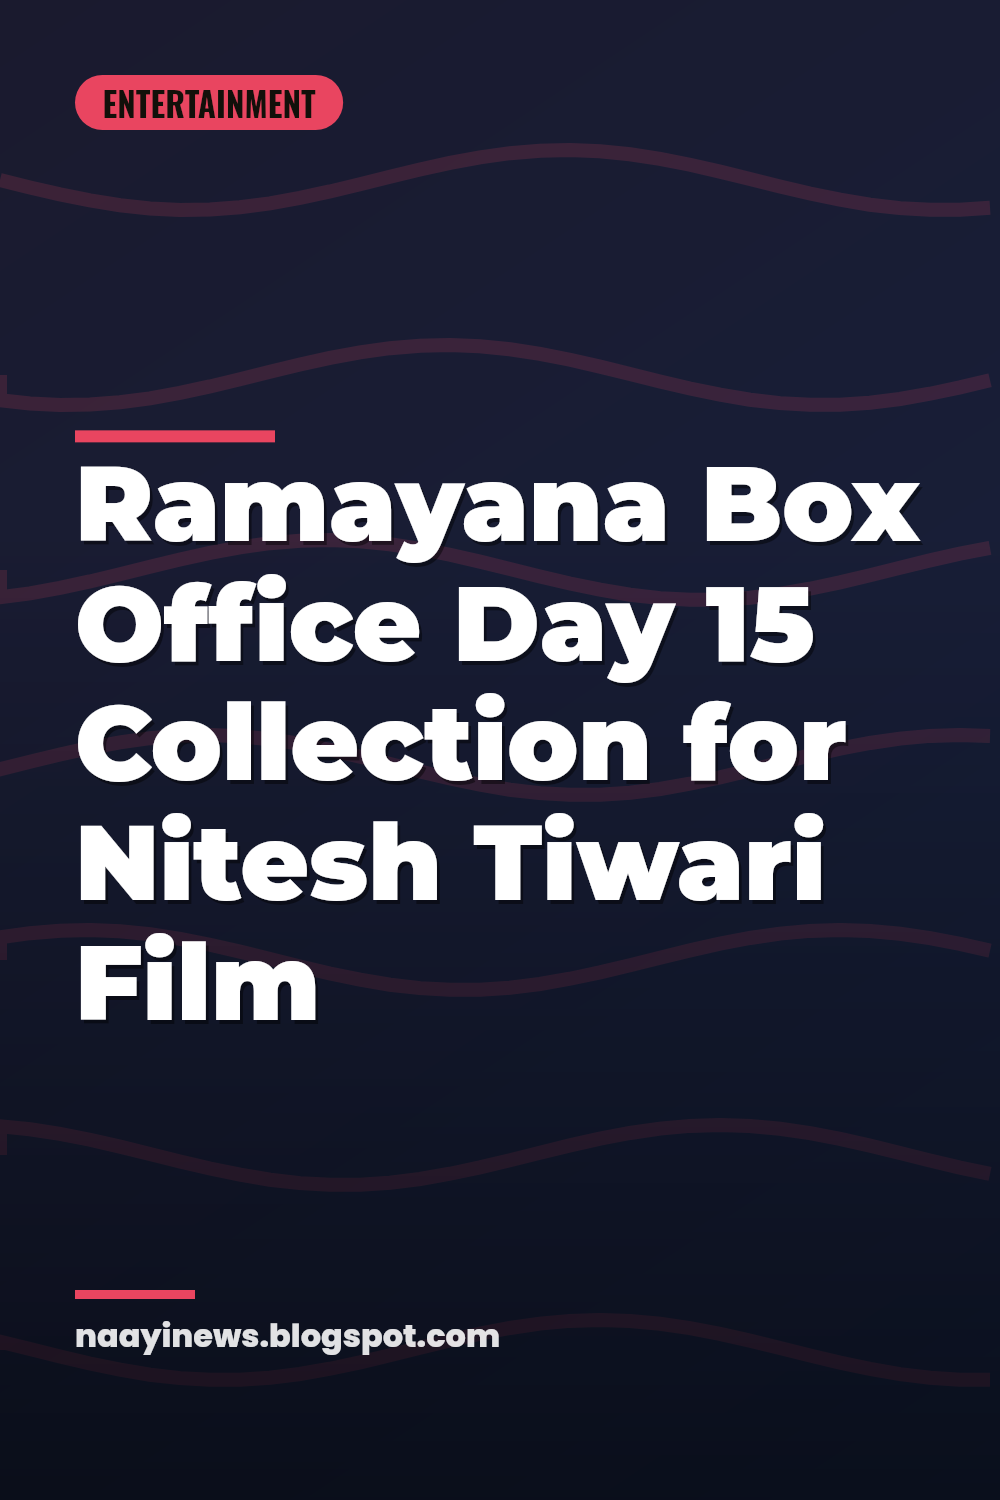 ENTERTAINMENT
Ramayana Box
Office Day 15
Collection for
Nitesh Tiwari
Film
naayinews.blogspot.com